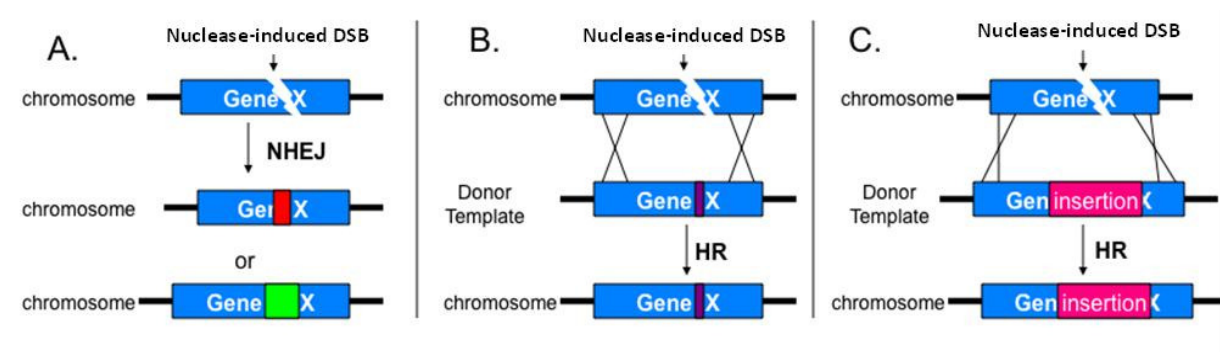 A.
Nuclease-induced DSB
chromosome
Gene X
NHEJ
chromosome
Gen X
or
chromosome
Gene X
B.
Nuclease-induced DSB
chromosome
Gene X
Donor
Template
Gene X
HR
chromosome
Gene X
C.
Nuclease-induced DSB
chromosome
Gene X
Donor
Template
Gen insertion X
HR
chromosome
Gen insertion X